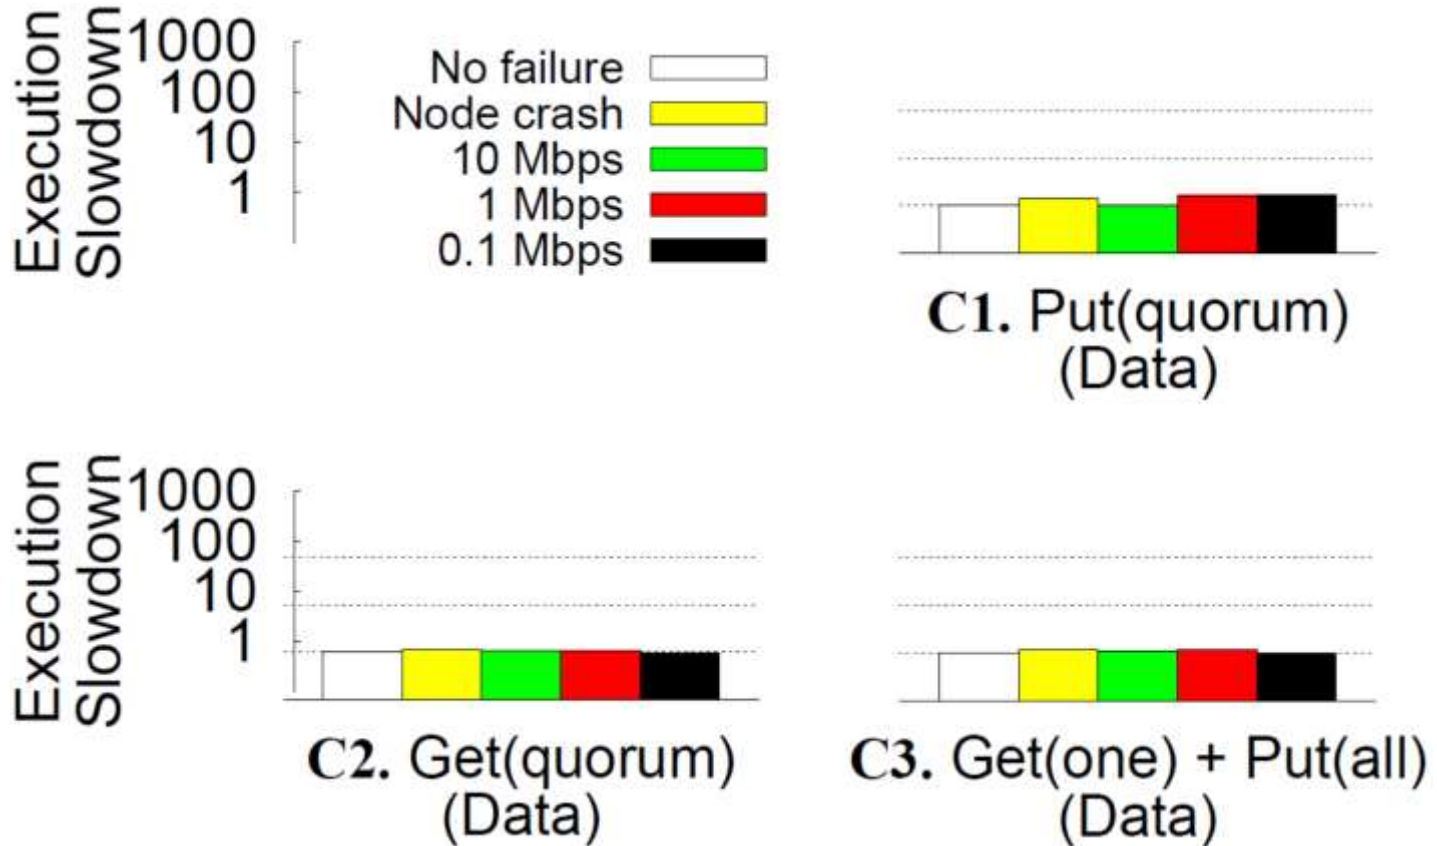 Execution
Slowdown
1000
100
10
1
No failure
Node crash
10 Mbps
1 Mbps
0.1 Mbps
C1. Put(quorum)
(Data)
Execution
Slowdown
1000
100
10
1
C2. Get(quorum)
(Data)
C3. Get(one) + Put(all)
(Data)